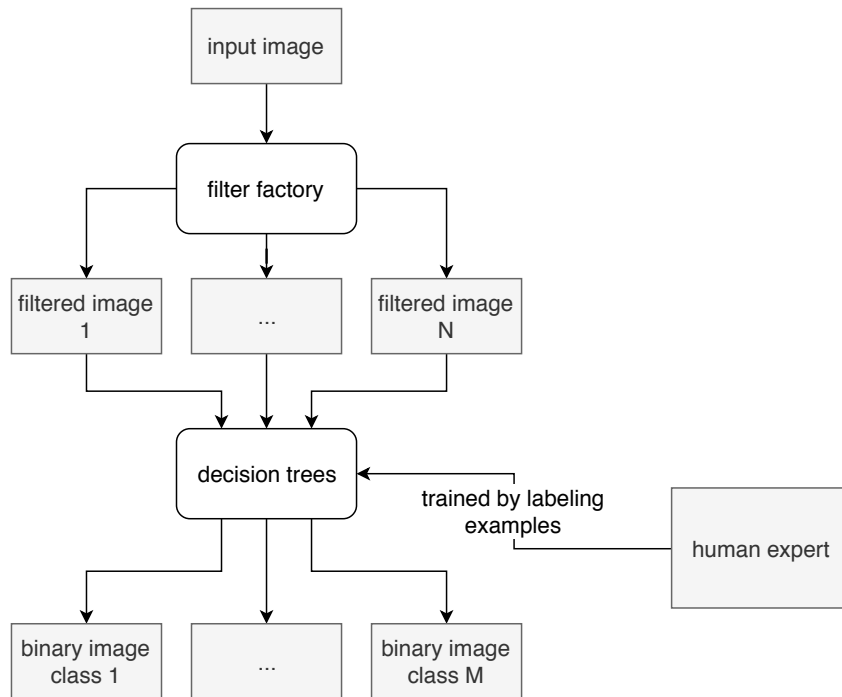 input image
filter factory
filtered image
1
...
filtered image
N
decision trees
trained by labeling
examples
human expert
binary image
class 1
...
binary image
class M